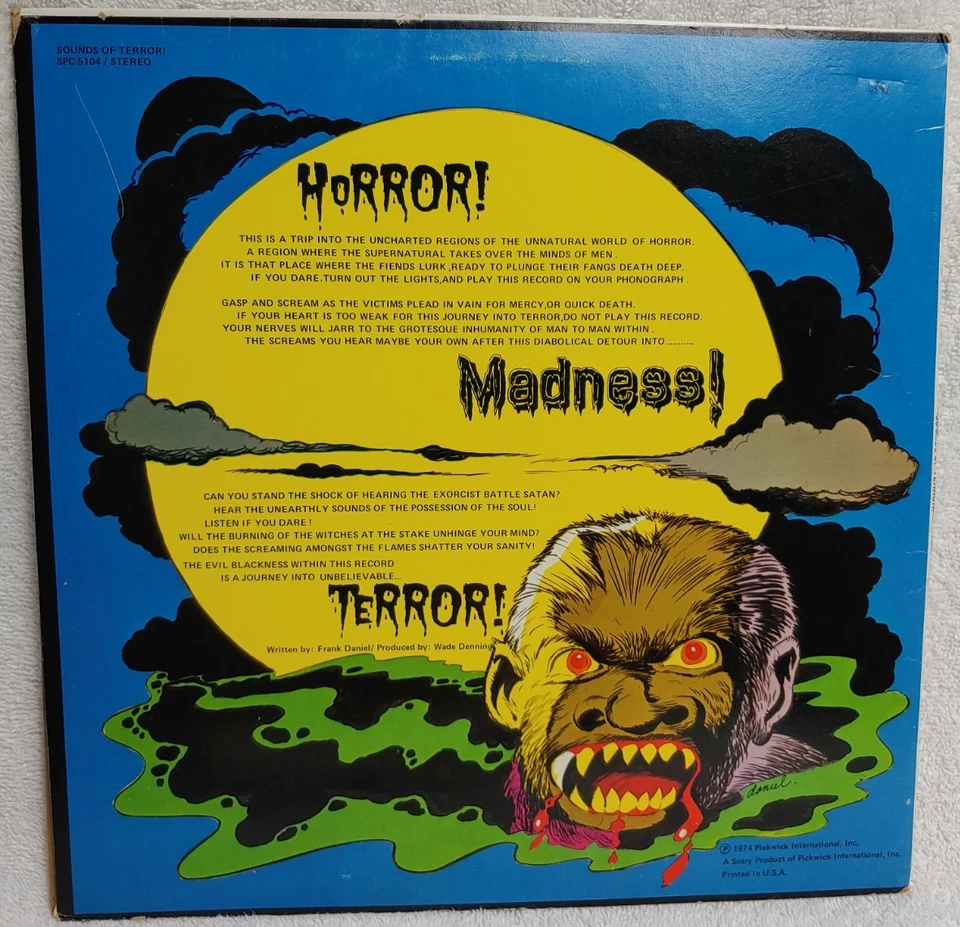 SOUNDS OF TERROR!
SPC-5104 / STEREO
HORROR!
THIS IS A TRIP INTO THE UNCHARTED REGIONS OF THE UNNATURAL WORLD OF HORROR.
A REGION WHERE THE SUPERNATURAL TAKES OVER THE MINDS OF MEN.
IT IS THAT PLACE WHERE THE FIENDS LURK ,READY TO PLUNGE THEIR FANGS DEATH DEEP.
IF YOU DARE,TURN OUT THE LIGHTS,AND PLAY THIS RECORD ON YOUR PHONOGRAPH .
GASP AND SCREAM AS THE VICTIMS PLEAD IN VAIN FOR MERCY,OR QUICK DEATH.
IF YOUR HEART IS TOO WEAK FOR THIS JOURNEY INTO TERROR,DO NOT PLAY THIS RECORD.
YOUR NERVES WILL JARR TO THE GROTESQUE INHUMANITY OF MAN TO MAN WITHIN .
THE SCREAMS YOU HEAR MAYBE YOUR OWN AFTER THIS DIABOLICAL DETOUR INTO...........
Madness!
CAN YOU STAND THE SHOCK OF HEARING THE EXORCIST BATTLE SATAN?
HEAR THE UNEARTHLY SOUNDS OF THE POSSESSION OF THE SOUL!
LISTEN IF YOU DARE !
WILL THE BURNING OF THE WITCHES AT THE STAKE UNHINGE YOUR MIND?
DOES THE SCREAMING AMONGST THE FLAMES SHATTER YOUR SANITY!
THE EVIL BLACKNESS WITHIN THIS RECORD
IS A JOURNEY INTO UNBELIEVABLE...
TERROR!
Written by: Frank Daniel/ Produced by: Wade Denning
daniel.
Ⓟ 1974 Pickwick International, Inc.
A Scary Product of Pickwick International, Inc.
Printed in U.S.A.